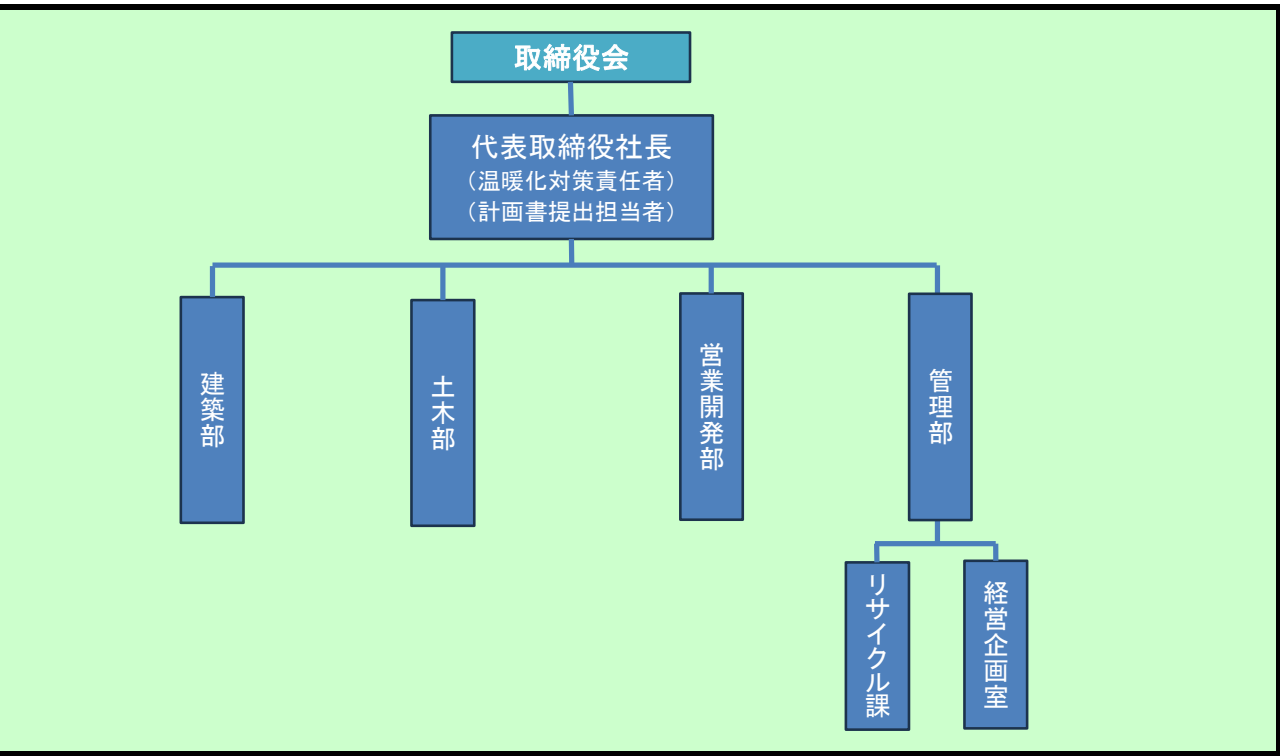 取締役会
代表取締役社長
（温暖化対策責任者）
（計画書提出担当者）
建築部
土木部
営業開発部
管理部
リサイクル課
経営企画室